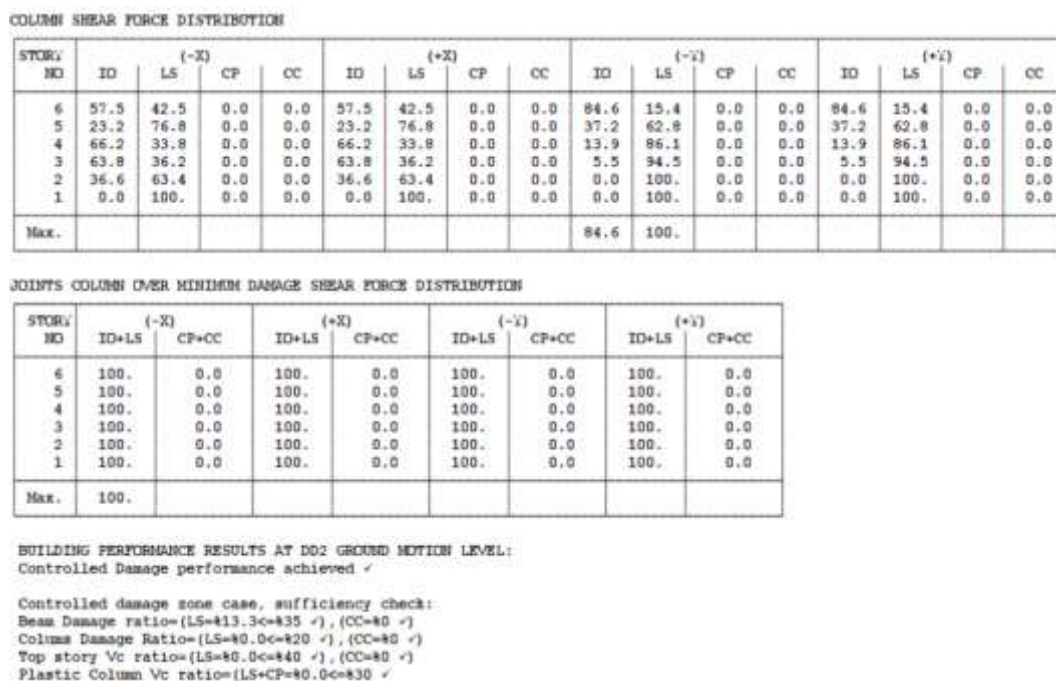 COLUMN SHEAR FORCE DISTRIBUTION
STORY (-X) (+X) (-Y) (+Y)
NO IO LS CP CC IO LS CP CC IO LS CP CC IO LS CP CC
6 57.5 42.5 0.0 0.0 57.5 42.5 0.0 0.0 84.6 15.4 0.0 0.0 84.6 15.4 0.0 0.0
5 23.2 76.8 0.0 0.0 23.2 76.8 0.0 0.0 37.2 62.8 0.0 0.0 37.2 62.8 0.0 0.0
4 66.2 33.8 0.0 0.0 66.2 33.8 0.0 0.0 13.9 86.1 0.0 0.0 13.9 86.1 0.0 0.0
3 63.8 36.2 0.0 0.0 63.8 36.2 0.0 0.0 5.5 94.5 0.0 0.0 5.5 94.5 0.0 0.0
2 36.6 63.4 0.0 0.0 36.6 63.4 0.0 0.0 0.0 100. 0.0 0.0 0.0 100. 0.0 0.0
1 0.0 100. 0.0 0.0 0.0 100. 0.0 0.0 0.0 100. 0.0 0.0 0.0 100. 0.0 0.0
Max. 84.6 100.
JOINTS COLUMN OVER MINIMUM DAMAGE SHEAR FORCE DISTRIBUTION
STORY (-X) (+X) (-Y) (+Y)
NO IO+LS CP+CC IO+LS CP+CC IO+LS CP+CC IO+LS CP+CC
6 100. 0.0 100. 0.0 100. 0.0 100. 0.0
5 100. 0.0 100. 0.0 100. 0.0 100. 0.0
4 100. 0.0 100. 0.0 100. 0.0 100. 0.0
3 100. 0.0 100. 0.0 100. 0.0 100. 0.0
2 100. 0.0 100. 0.0 100. 0.0 100. 0.0
1 100. 0.0 100. 0.0 100. 0.0 100. 0.0
Max. 100.
BUILDING PERFORMANCE RESULTS AT DD2 GROUND MOTION LEVEL:
Controlled Damage performance achieved ✓
Controlled damage zone case, sufficiency check:
Beam Damage ratio=(LS=%13.3<=%35 ✓),(CC=%0 ✓)
Column Damage Ratio=(LS=%0.0<=%20 ✓),(CC=%0 ✓)
Top story Vc ratio=(LS=%0.0<=%40 ✓),(CC=%0 ✓)
Plastic Column Vc ratio=(LS+CP=%0.0<=%30 ✓